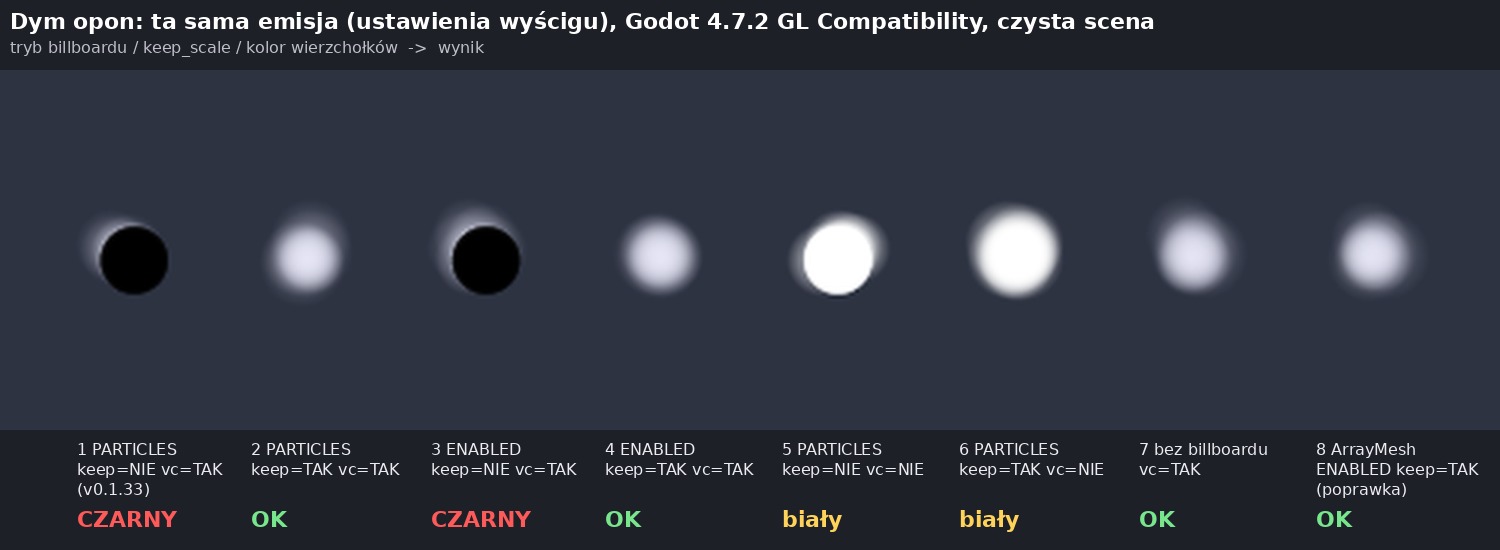 Dym opon: ta sama emisja (ustawienia wyścigu), Godot 4.7.2 GL Compatibility, czysta scena
tryb billboardu / keep_scale / kolor wierzchołków -> wynik
1 PARTICLES
keep=NIE vc=TAK
(v0.1.33)
CZARNY
2 PARTICLES
keep=TAK vc=TAK
OK
3 ENABLED
keep=NIE vc=TAK
CZARNY
4 ENABLED
keep=TAK vc=TAK
OK
5 PARTICLES
keep=NIE vc=NIE
biały
6 PARTICLES
keep=TAK vc=NIE
biały
7 bez billboardu
vc=TAK
OK
8 ArrayMesh
ENABLED keep=TAK
(poprawka)
OK